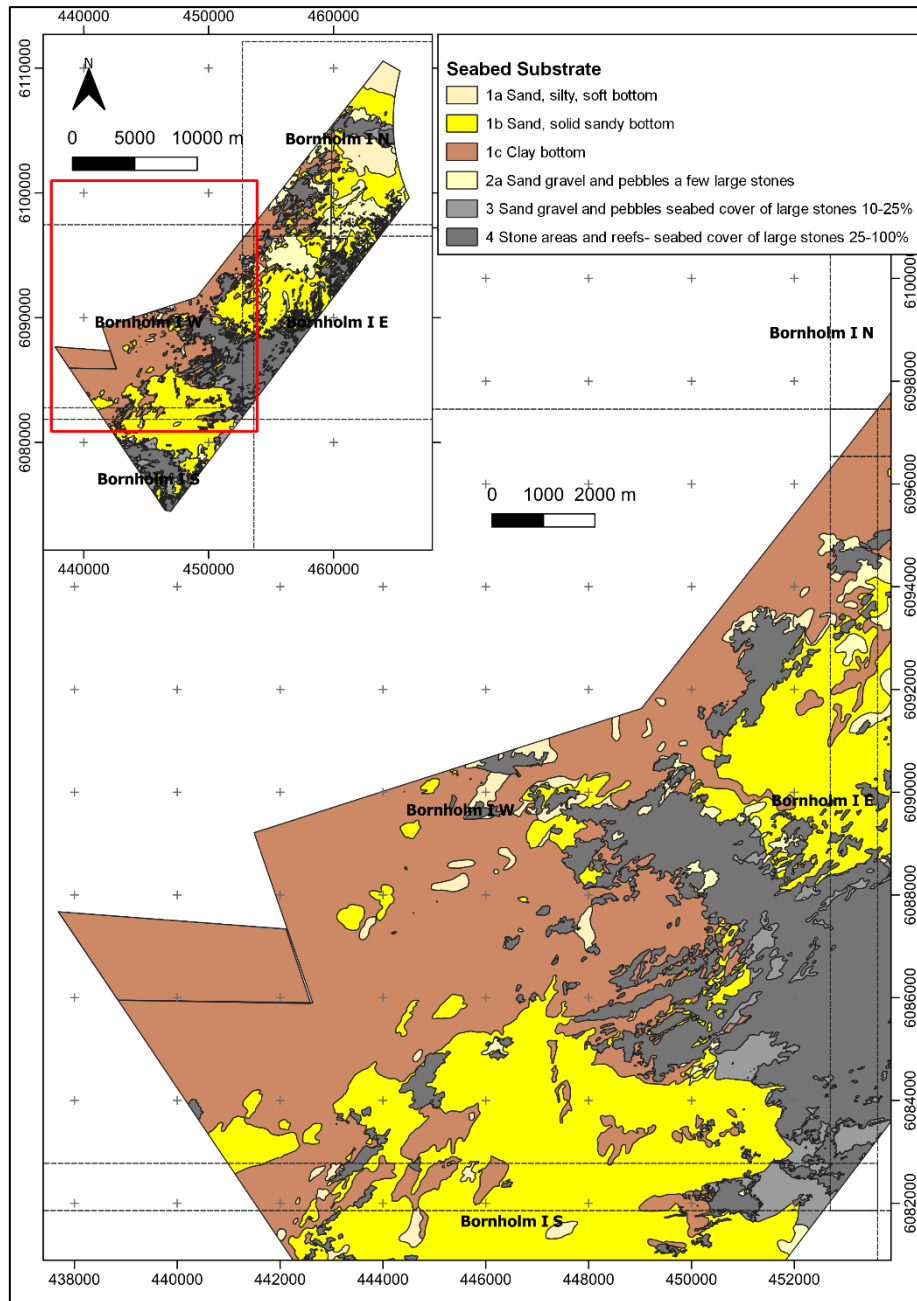 440000 450000 460000
N
0 5000 10000 m
6110000
6100000
6090000
6080000
Bornholm I N
Bornholm I W
Bornholm I E
Bornholm I S
440000 450000 460000
Seabed Substrate
1a Sand, silty, soft bottom
1b Sand, solid sandy bottom
1c Clay bottom
2a Sand gravel and pebbles a few large stones
3 Sand gravel and pebbles seabed cover of large stones 10-25%
4 Stone areas and reefs- seabed cover of large stones 25-100%
6100000
Bornholm I N
6098000
0 1000 2000 m
6096000
6094000
6092000
6090000
Bornholm I W
Bornholm I E
6088000
6086000
6084000
6082000
Bornholm I S
438000 440000 442000 444000 446000 448000 450000 452000